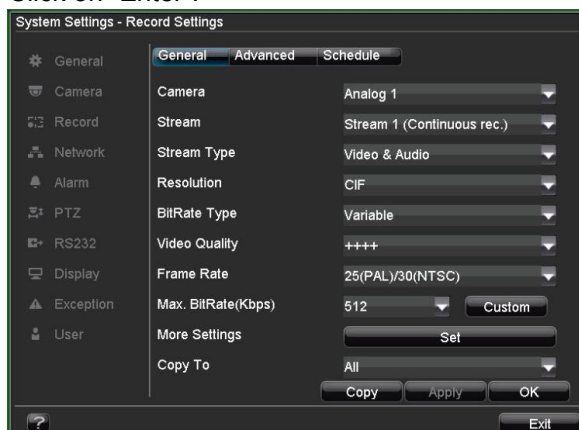 System Settings - Record Settings
General
Camera
Record
Network
Alarm
PTZ
RS232
Display
Exception
User
General Advanced Schedule
Camera Analog 1
Stream Stream 1 (Continuous rec.)
Stream Type Video & Audio
Resolution CIF
BitRate Type Variable
Video Quality ++++
Frame Rate 25(PAL)/30(NTSC)
Max. BitRate(Kbps) 512 Custom
More Settings Set
Copy To All
Copy Apply OK
? Exit